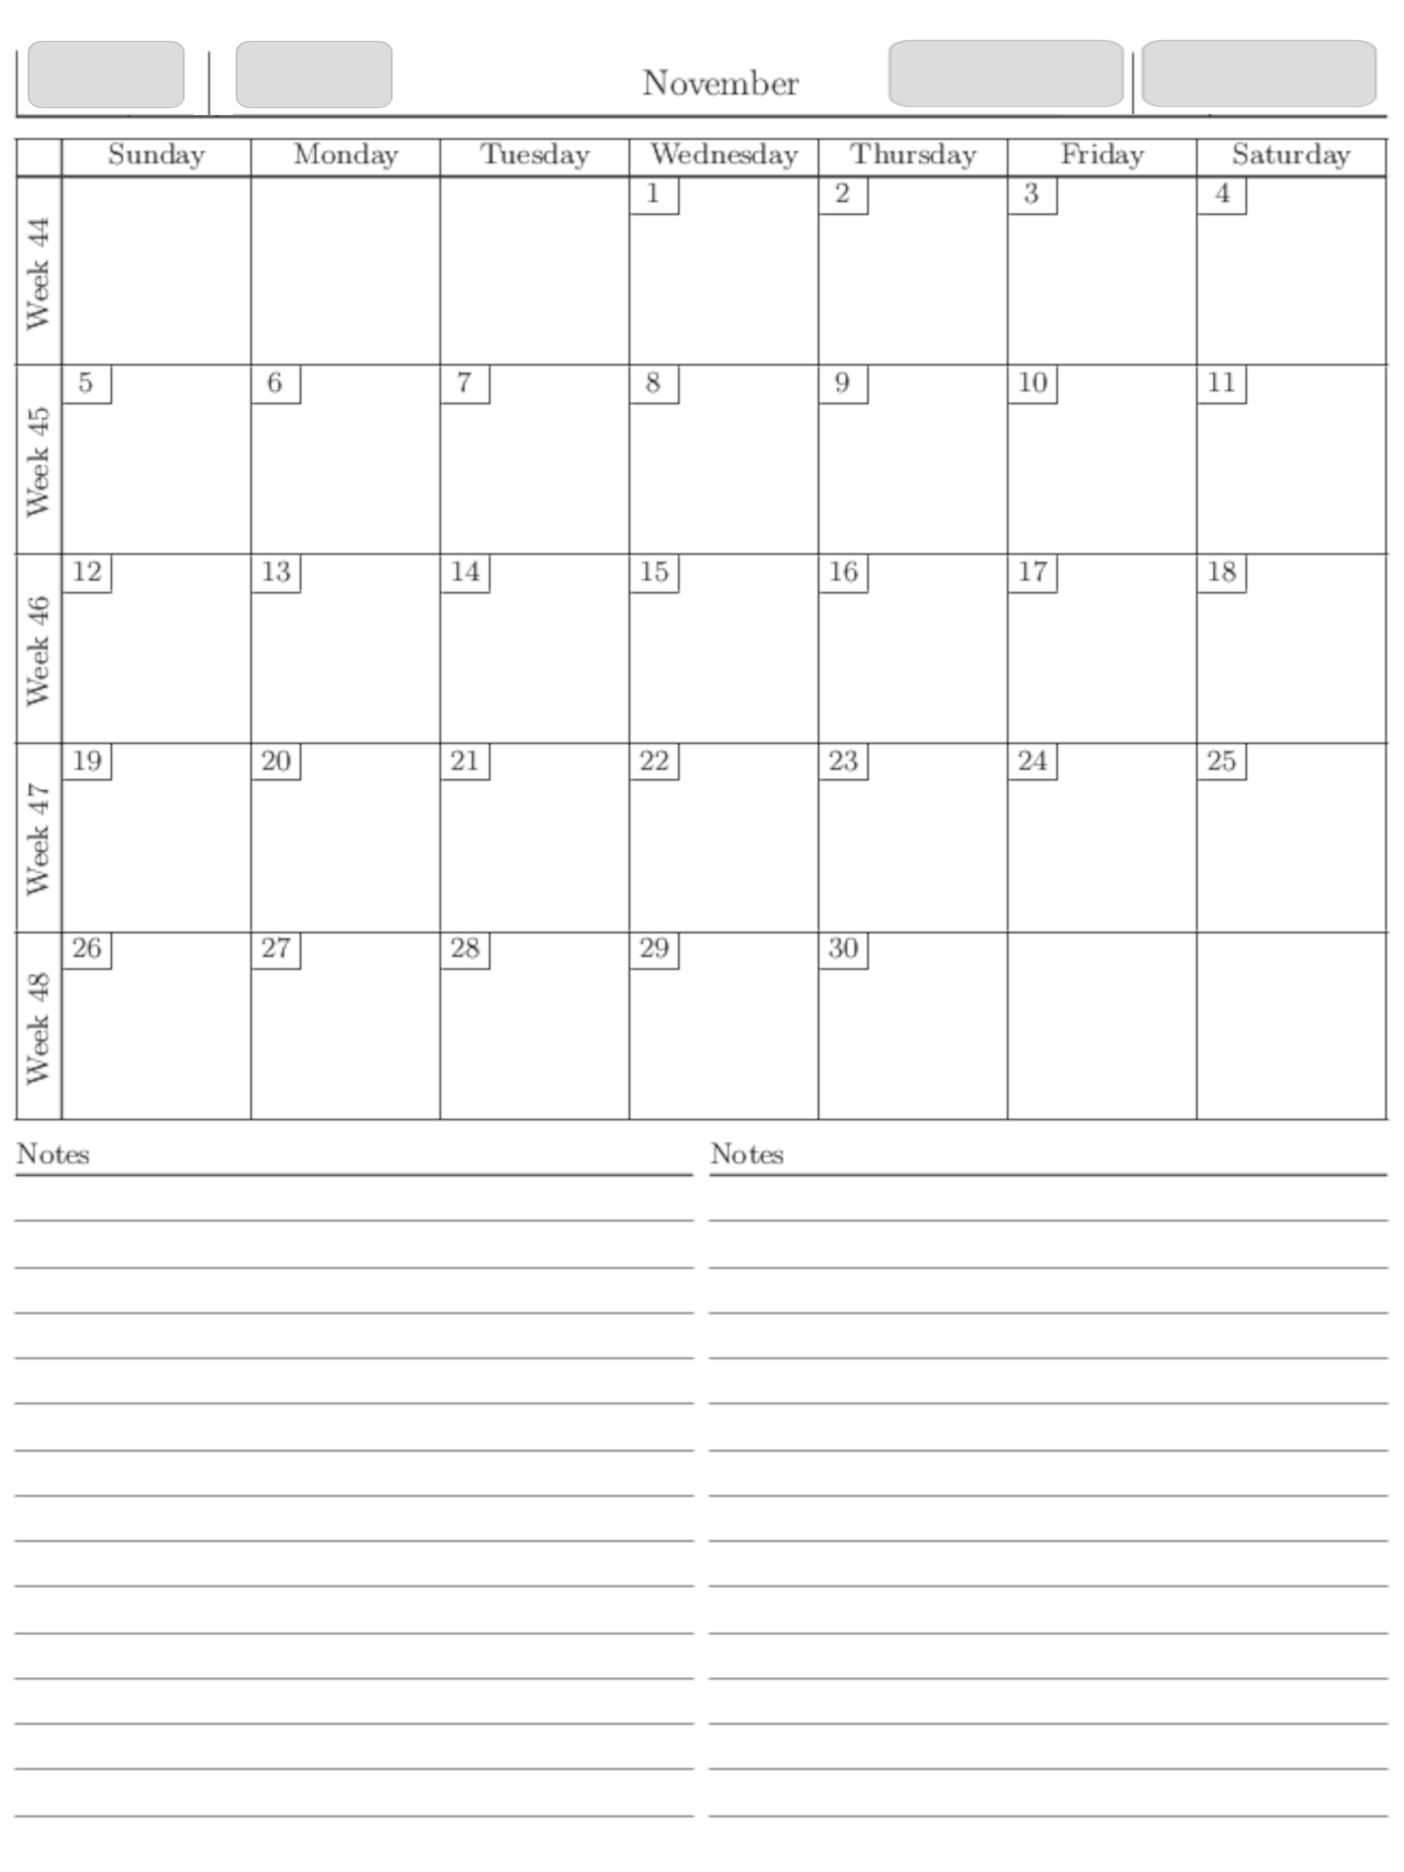 November
Sunday Monday Tuesday Wednesday Thursday Friday Saturday
Week 44
1 2 3 4
Week 45
5 6 7 8 9 10 11
Week 46
12 13 14 15 16 17 18
Week 47
19 20 21 22 23 24 25
Week 48
26 27 28 29 30
Notes Notes